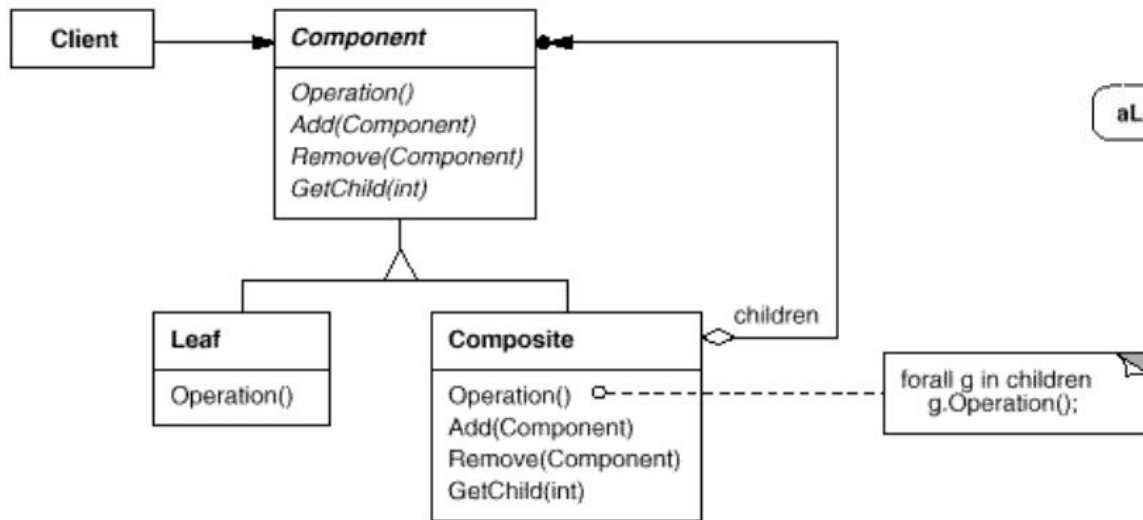 Client
Component
Operation()
Add(Component)
Remove(Component)
GetChild(int)
Leaf
Operation()
Composite
Operation()
Add(Component)
Remove(Component)
GetChild(int)
children
forall g in children
g.Operation();